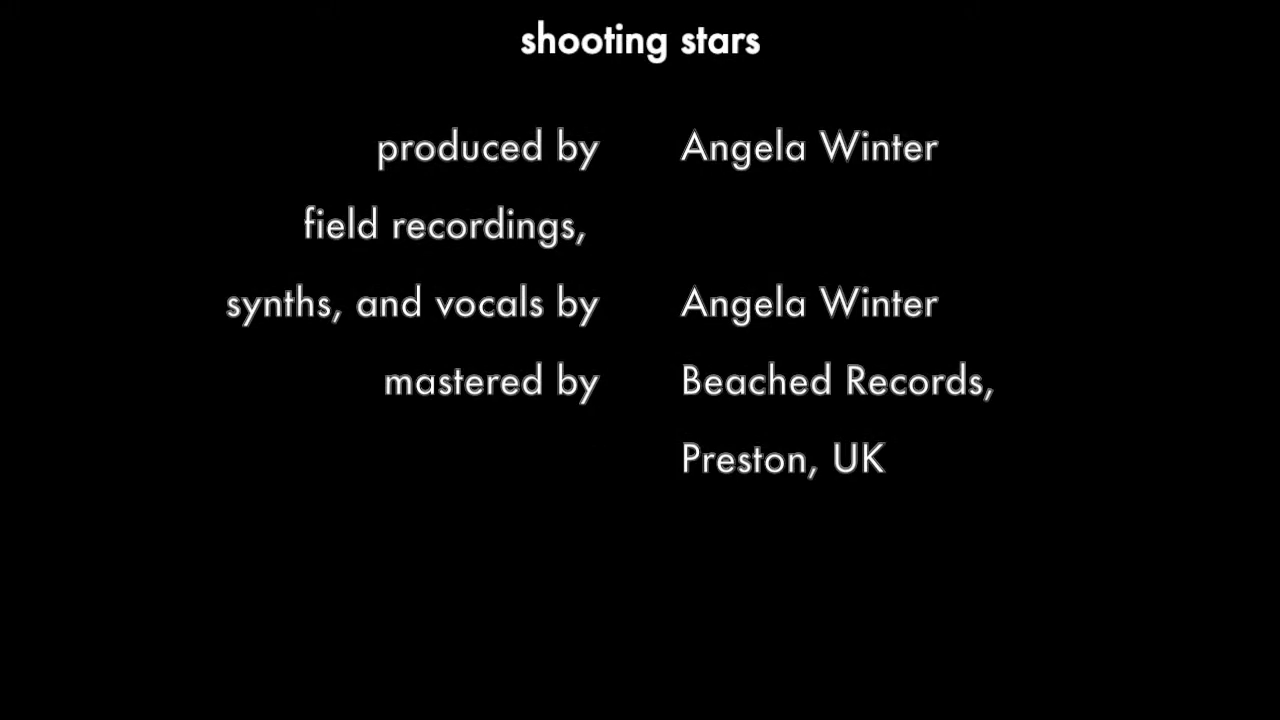 shooting stars
produced by Angela Winter
field recordings,
synths, and vocals by Angela Winter
mastered by Beached Records,
Preston, UK